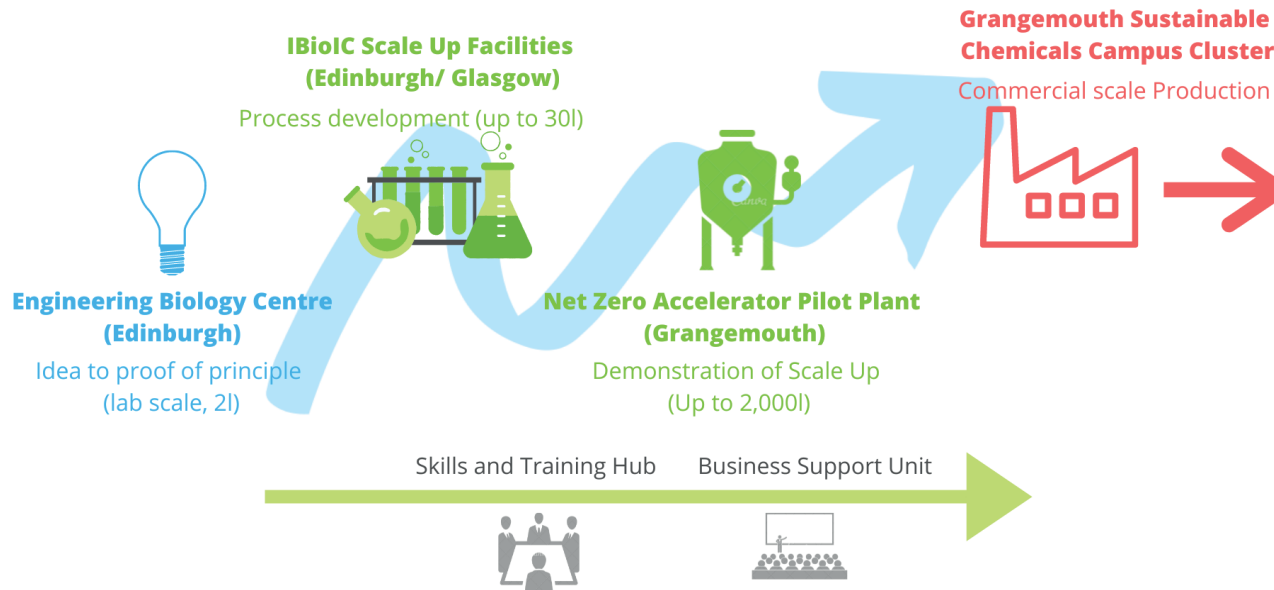 Grangemouth Sustainable
Chemicals Campus Cluster
Commercial scale Production
IBioIC Scale Up Facilities
(Edinburgh/ Glasgow)
Process development (up to 30l)
Canva
Engineering Biology Centre
(Edinburgh)
Idea to proof of principle
(lab scale, 2l)
Net Zero Accelerator Pilot Plant
(Grangemouth)
Demonstration of Scale Up
(Up to 2,000l)
Skills and Training Hub
Business Support Unit